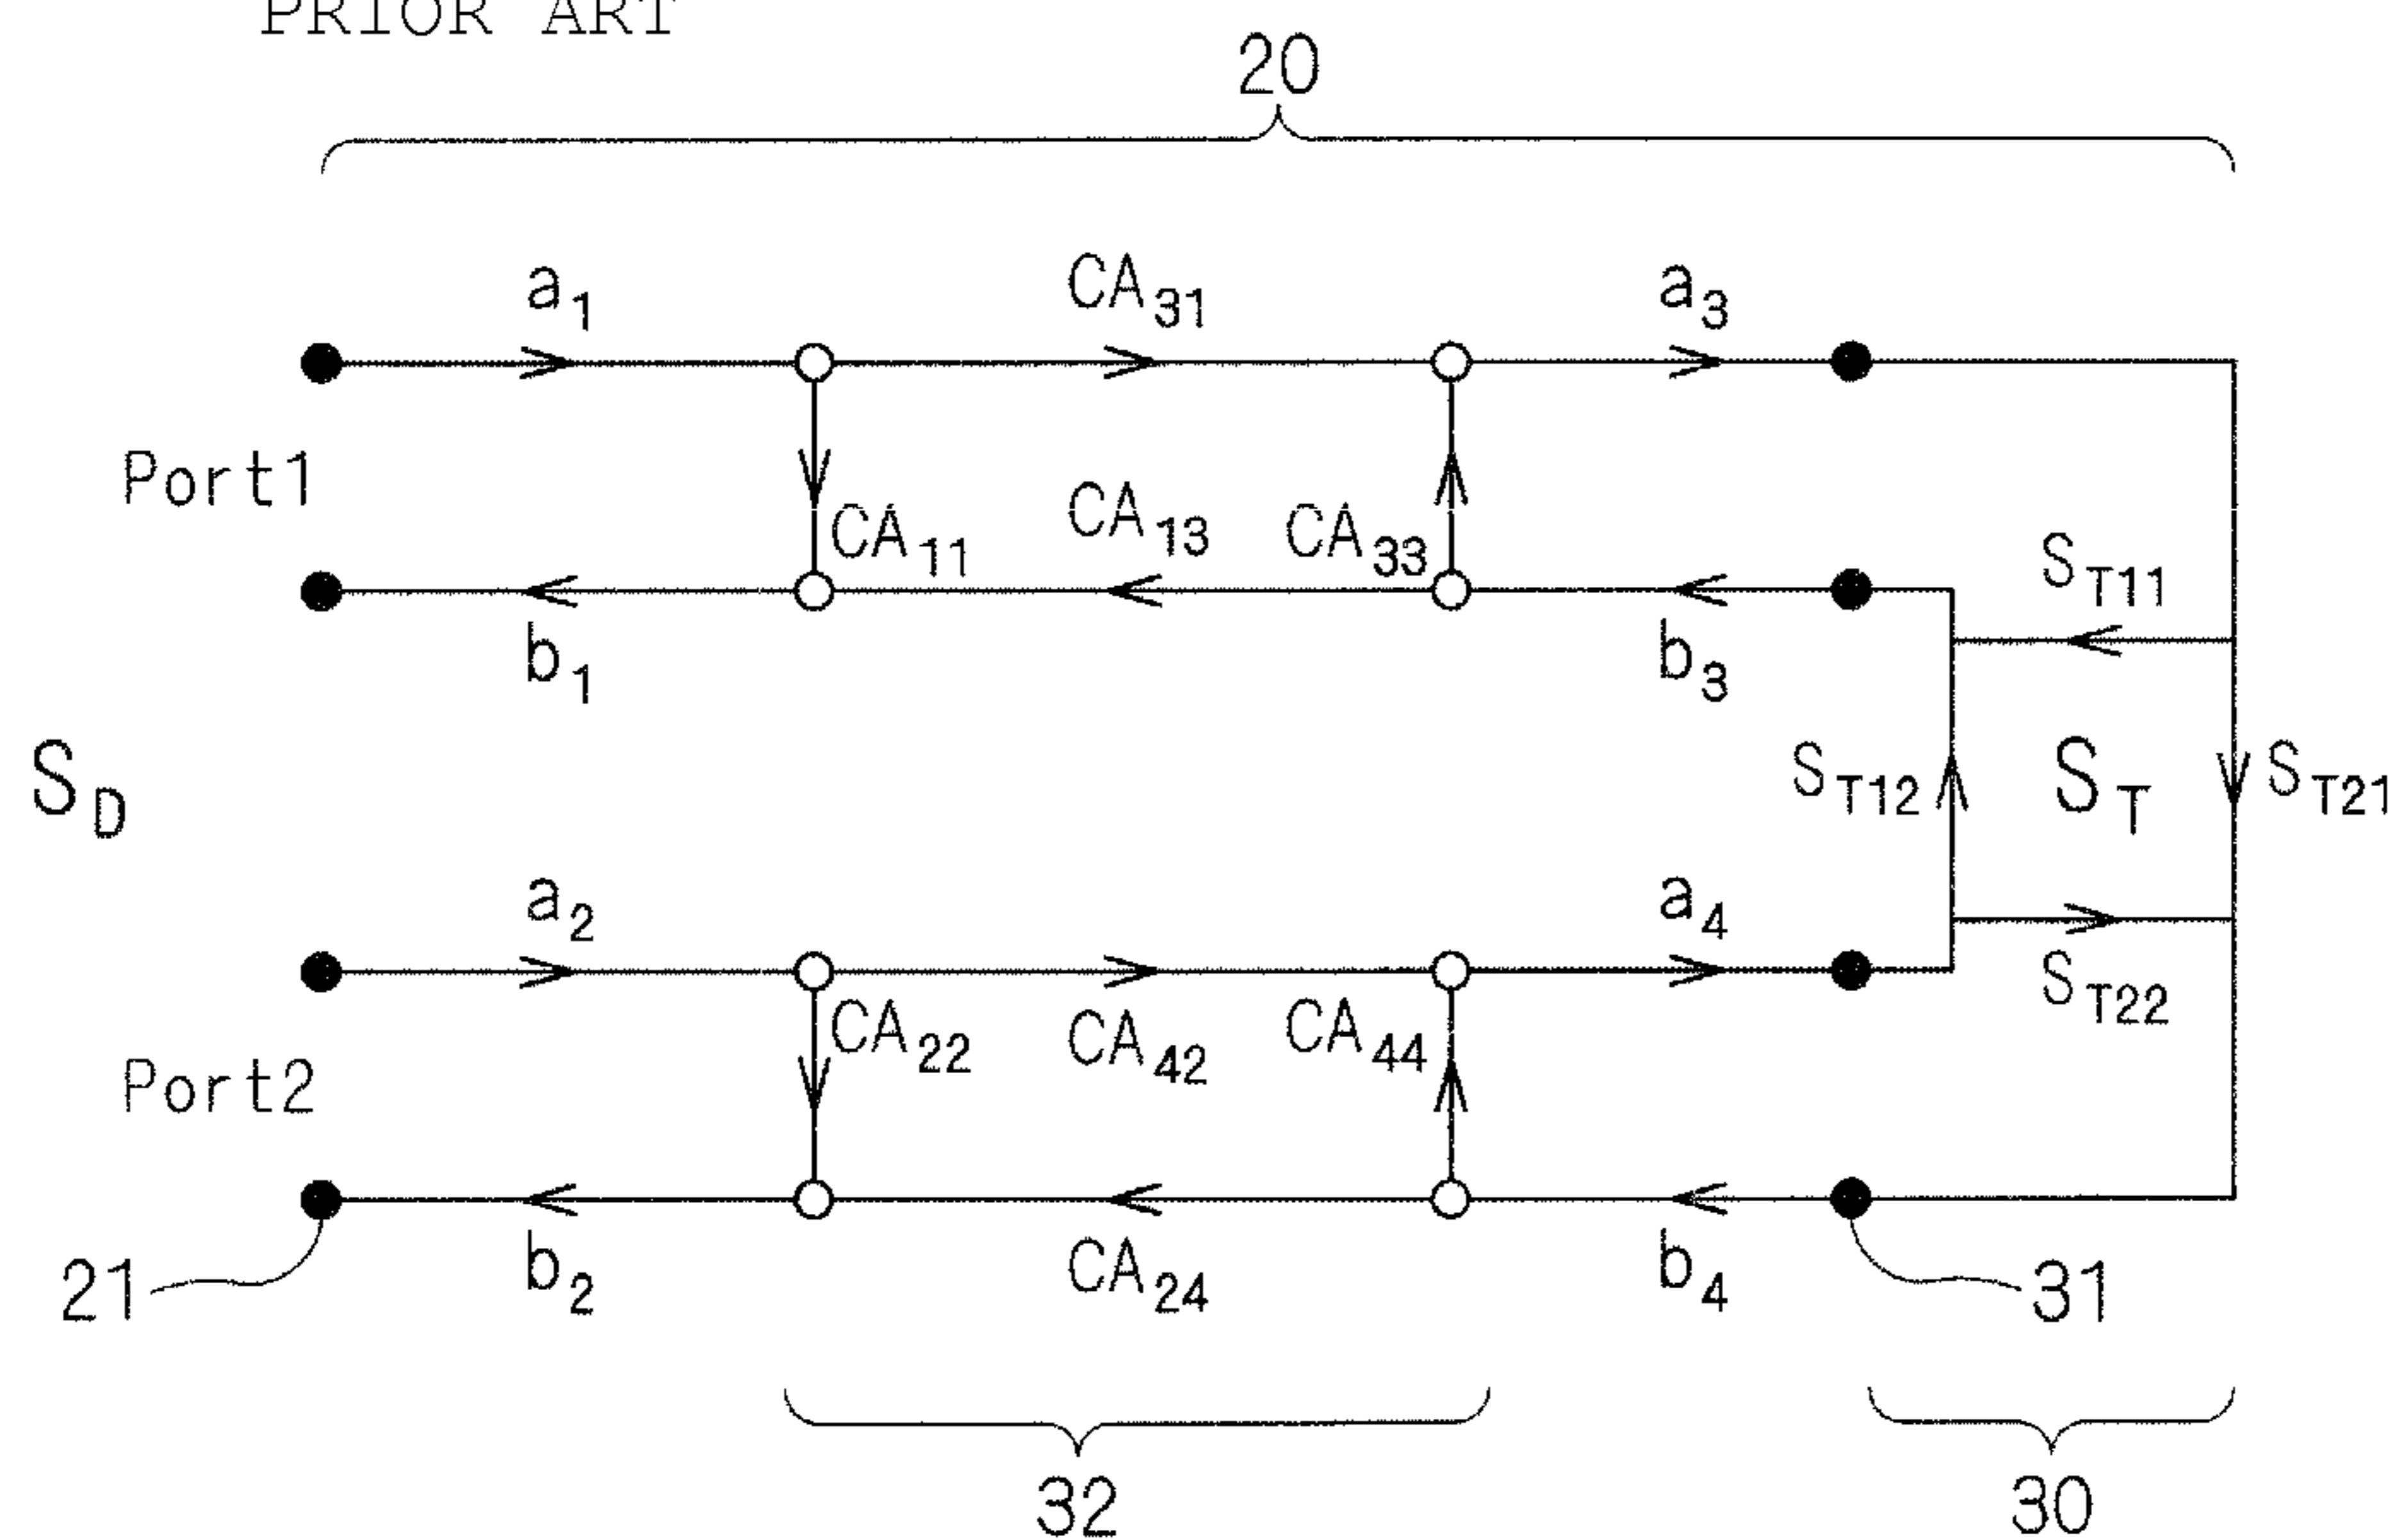 PRIOR ART
20
a1 CA31 a3
Port1
CA11 CA13 CA33 ST11
b1 b3
SD ST12 ST ST21
a2 a4
CA22 CA42 CA44 ST22
Port2
21 b2 CA24 b4 31
32 30